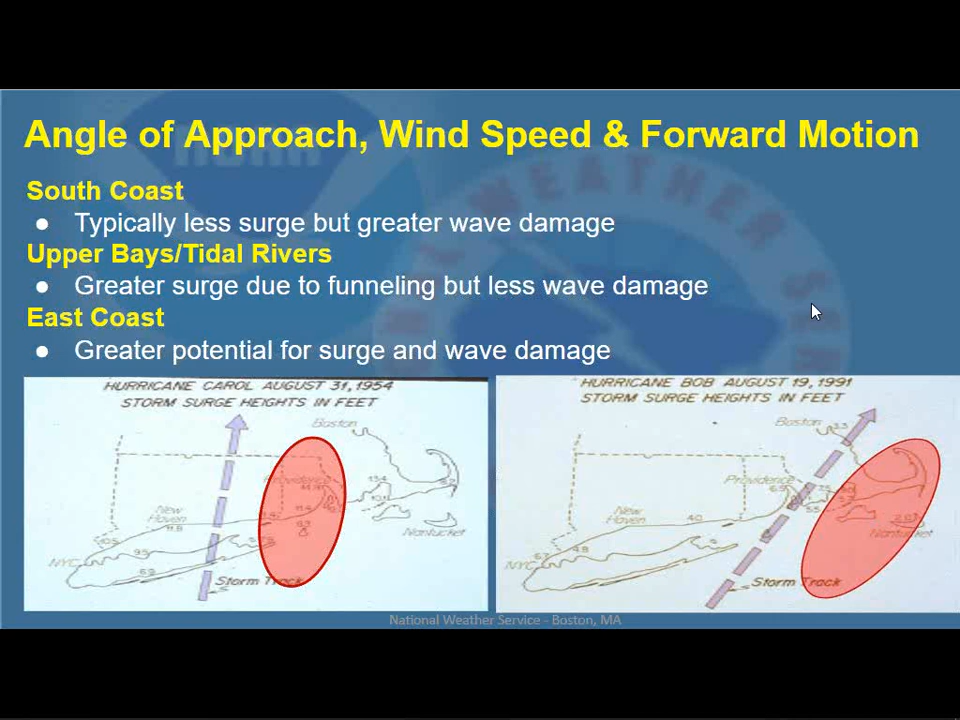 Angle of Approach, Wind Speed & Forward Motion
South Coast
● Typically less surge but greater wave damage
Upper Bays/Tidal Rivers
● Greater surge due to funneling but less wave damage
East Coast
● Greater potential for surge and wave damage
HURRICANE CAROL AUGUST 31, 1954
STORM SURGE HEIGHTS IN FEET
Boston
Providence
New
Haven
NYC
Nantucket
Storm Track
HURRICANE BOB AUGUST 19, 1991
STORM SURGE HEIGHTS IN FEET
Boston
Providence
New
Haven
NYC
Nantucket
Storm Track
National Weather Service - Boston, MA